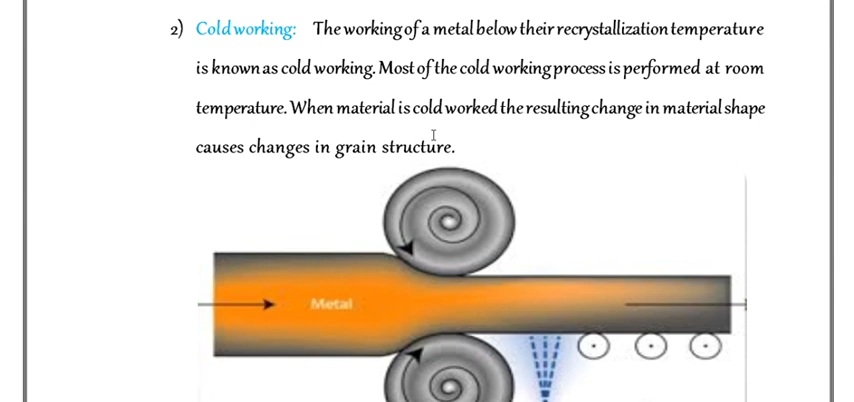 2) Cold working: The working of a metal below their recrystallization temperature
is known as cold working. Most of the cold working process is performed at room
temperature. When material is cold worked the resulting change in material shape
causes changes in grain structure.
Metal